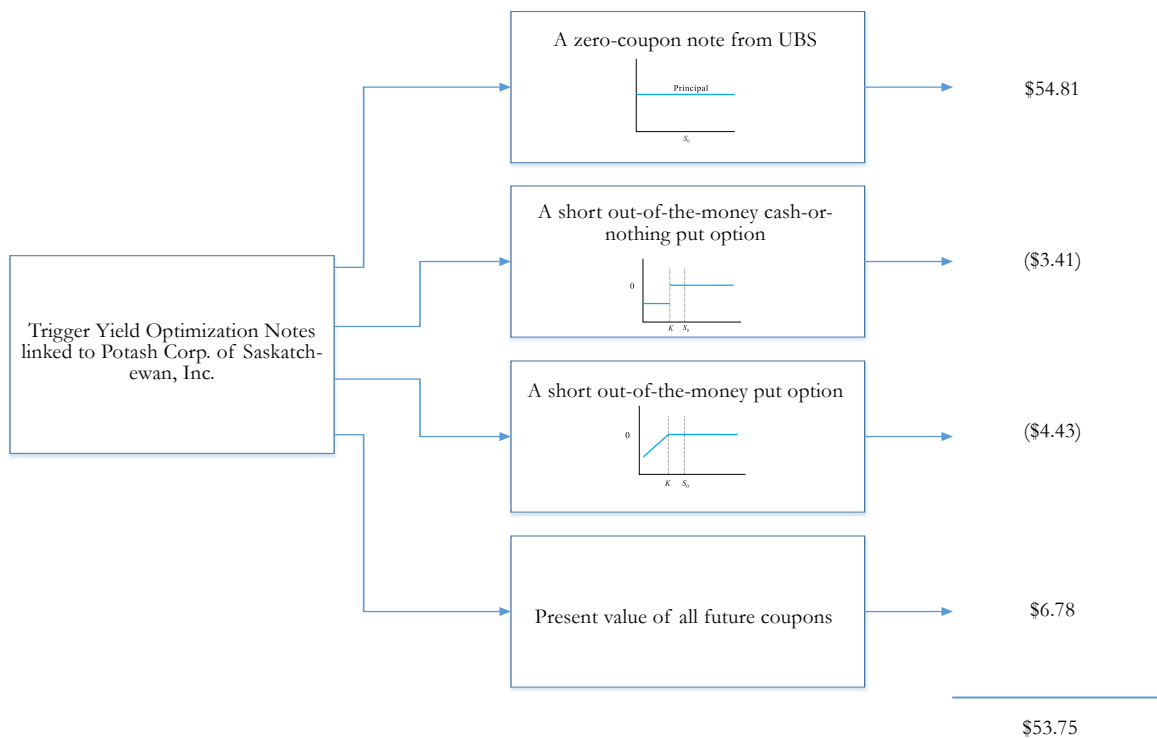 Trigger Yield Optimization Notes
linked to Potash Corp. of Saskatch-
ewan, Inc.
A zero-coupon note from UBS
Principal
S₀
$54.81
A short out-of-the-money cash-or-
nothing put option
0
K S₀
($3.41)
A short out-of-the-money put option
0
K S₀
($4.43)
Present value of all future coupons
$6.78
$53.75